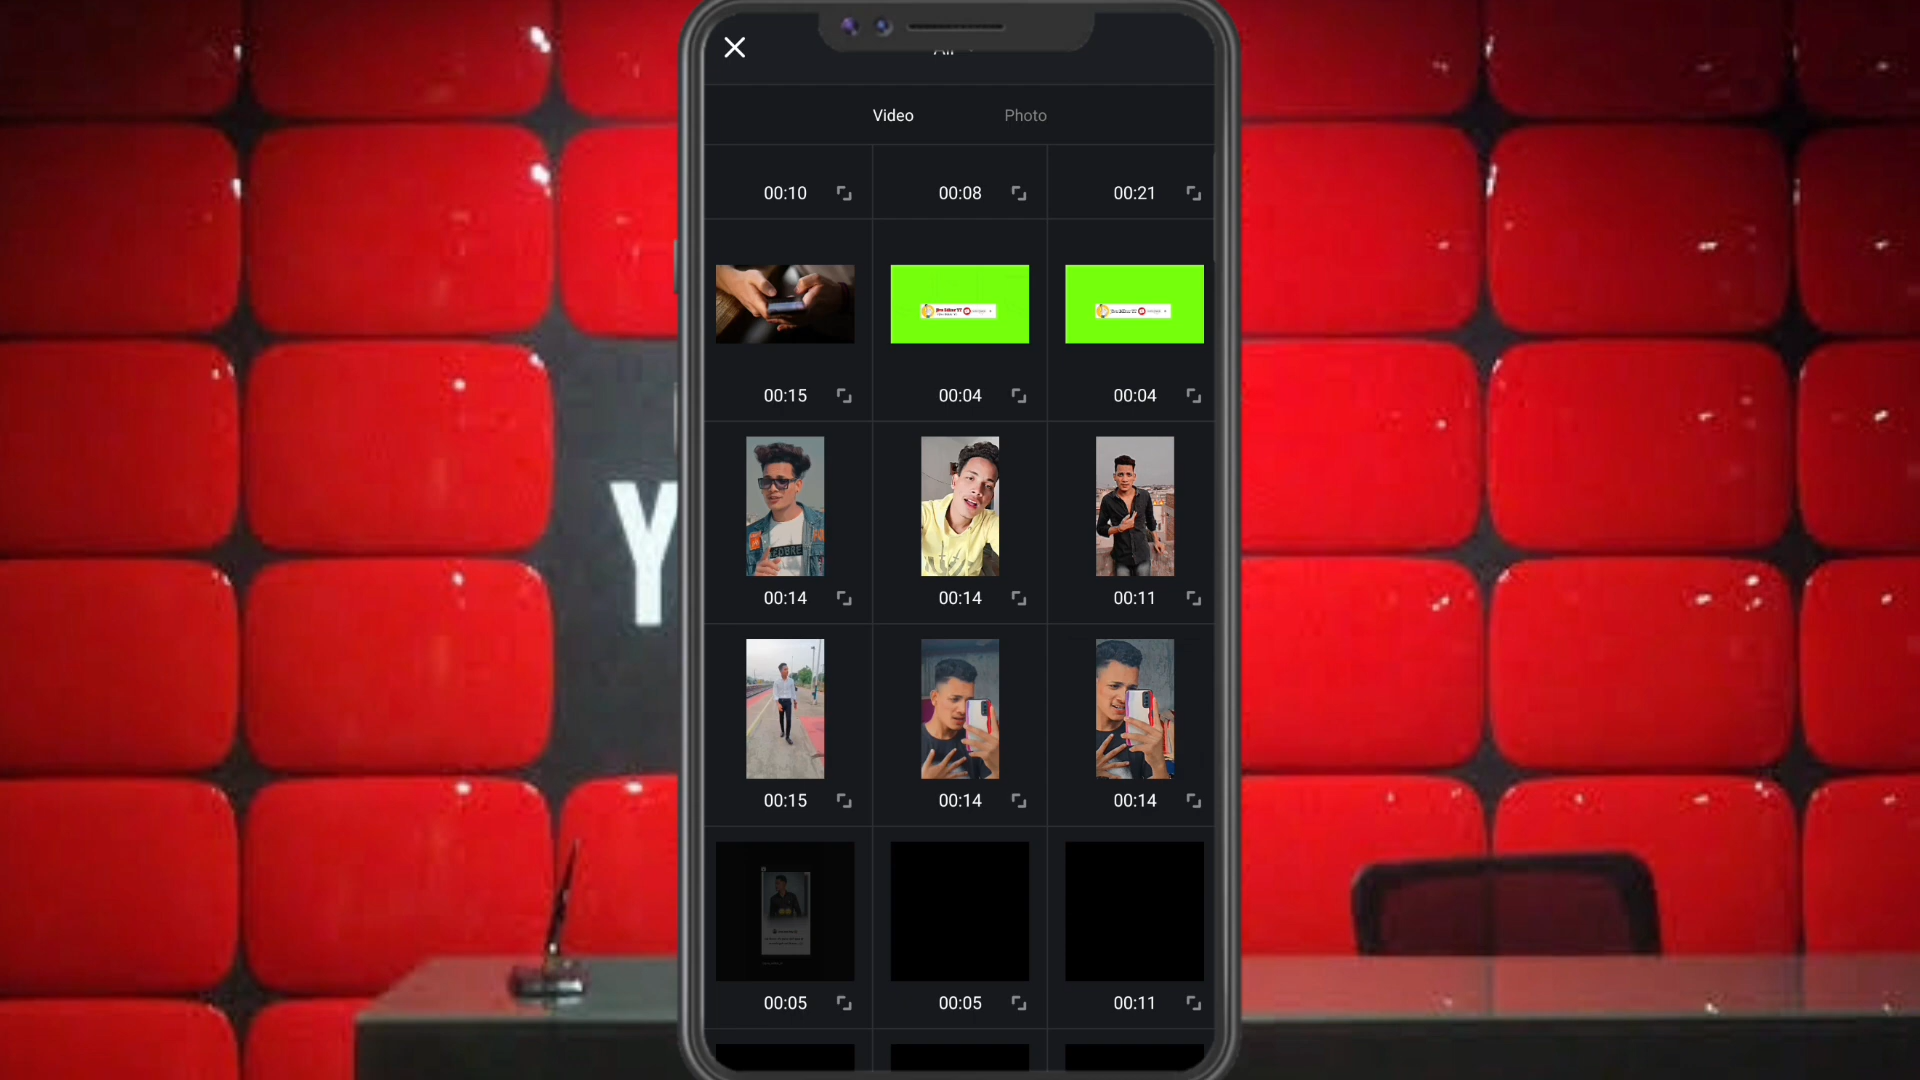 All
Video Photo
00:10 00:08 00:21
00:15 00:04 00:04
00:14 00:14 00:11
00:15 00:14 00:14
00:05 00:05 00:11
Y